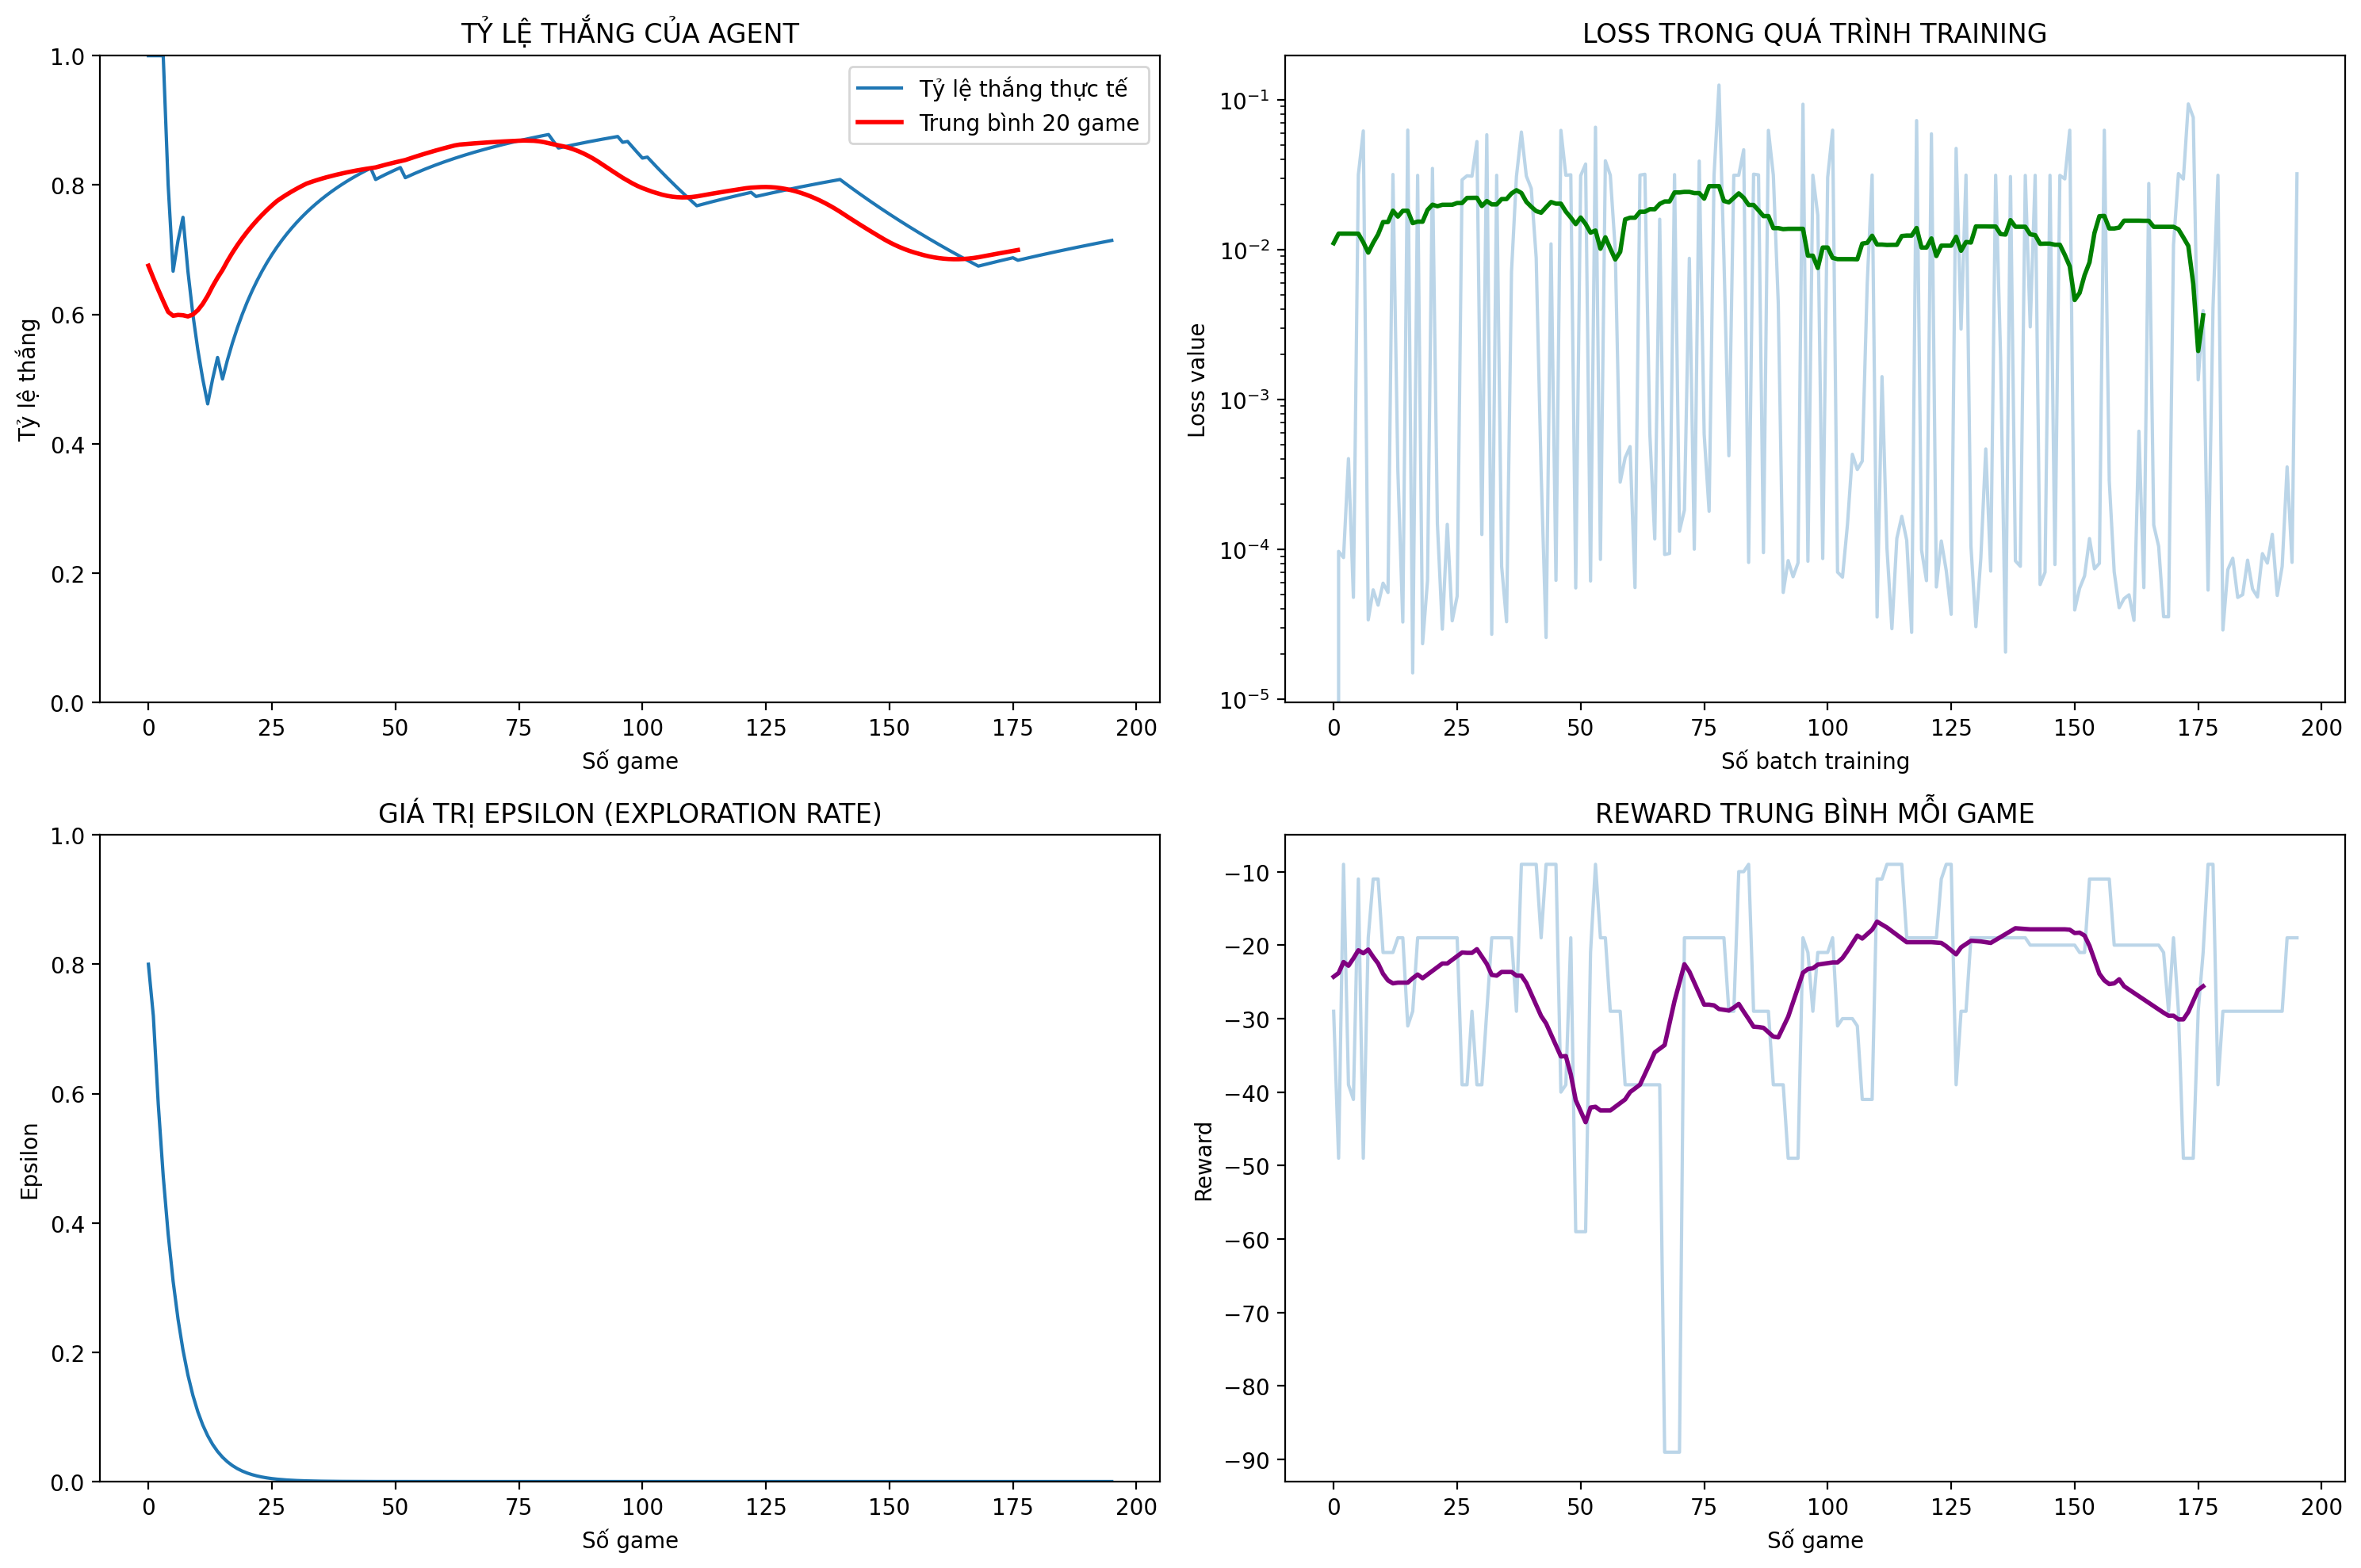 TỶ LỆ THẮNG CỦA AGENT
1.0
0.8
0.6
0.4
0.2
0.0
Tỷ lệ thắng
Tỷ lệ thắng thực tế
Trung bình 20 game
0 25 50 75 100 125 150 175 200
Số game
LOSS TRONG QUÁ TRÌNH TRAINING
10⁻¹
10⁻²
10⁻³
10⁻⁴
10⁻⁵
Loss value
0 25 50 75 100 125 150 175 200
Số batch training
GIÁ TRỊ EPSILON (EXPLORATION RATE)
1.0
0.8
0.6
0.4
0.2
0.0
Epsilon
0 25 50 75 100 125 150 175 200
Số game
REWARD TRUNG BÌNH MỖI GAME
−10
−20
−30
−40
−50
−60
−70
−80
−90
Reward
0 25 50 75 100 125 150 175 200
Số game